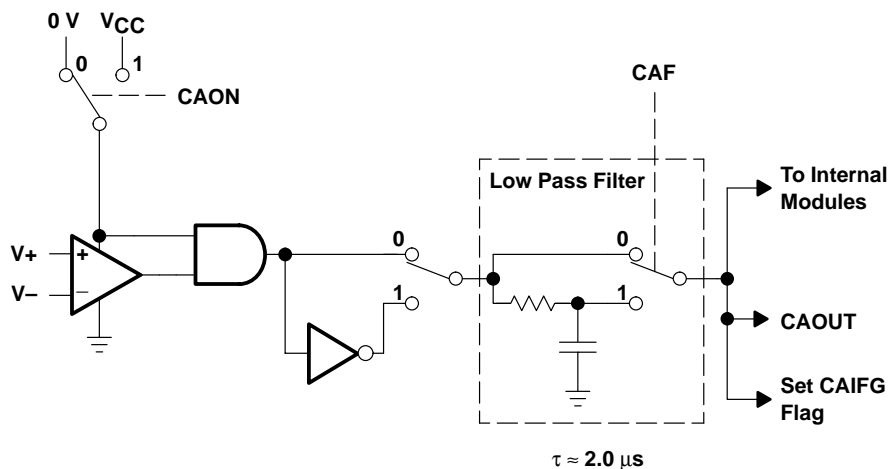 0 V VCC
0 1
CAON
CAF
Low Pass Filter
To Internal
Modules
V+
+
V−
−
0
1
0
1
CAOUT
Set CAIFG
Flag
τ ≈ 2.0 μs